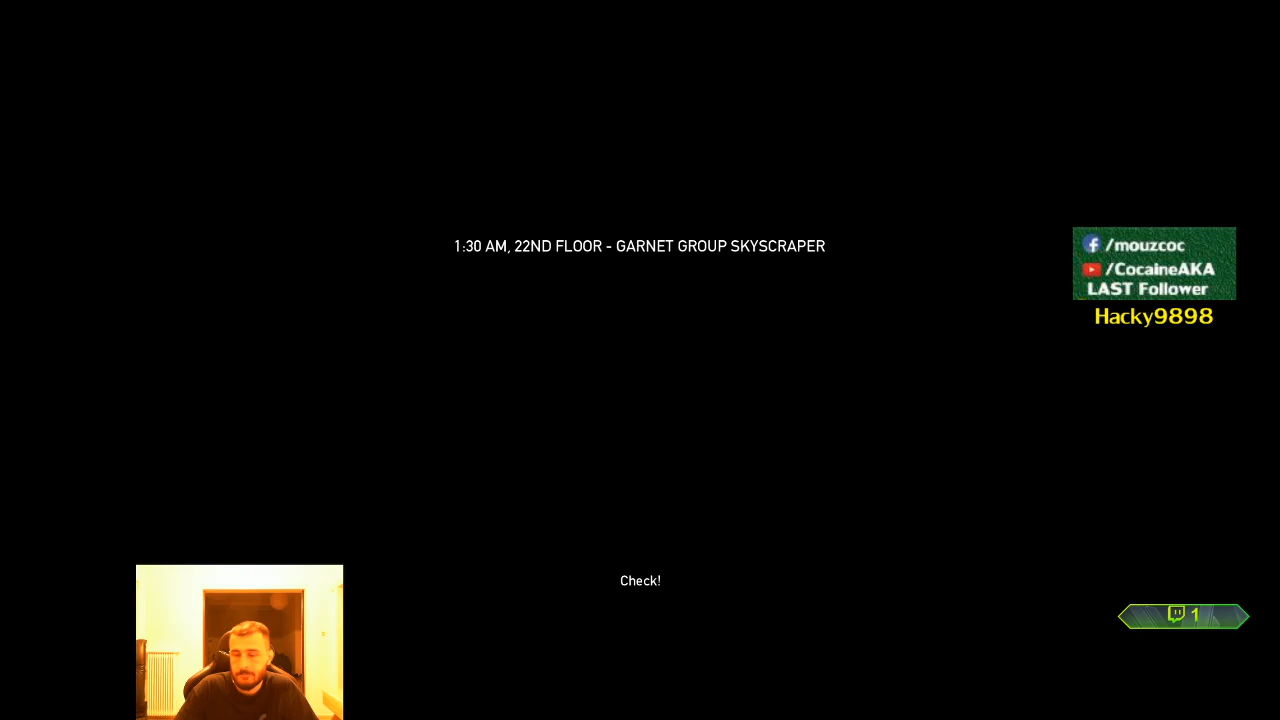 1:30 AM, 22ND FLOOR - GARNET GROUP SKYSCRAPER
/mouzcoc
/CocaineAKA
LAST Follower
Hacky9898
Check!
1